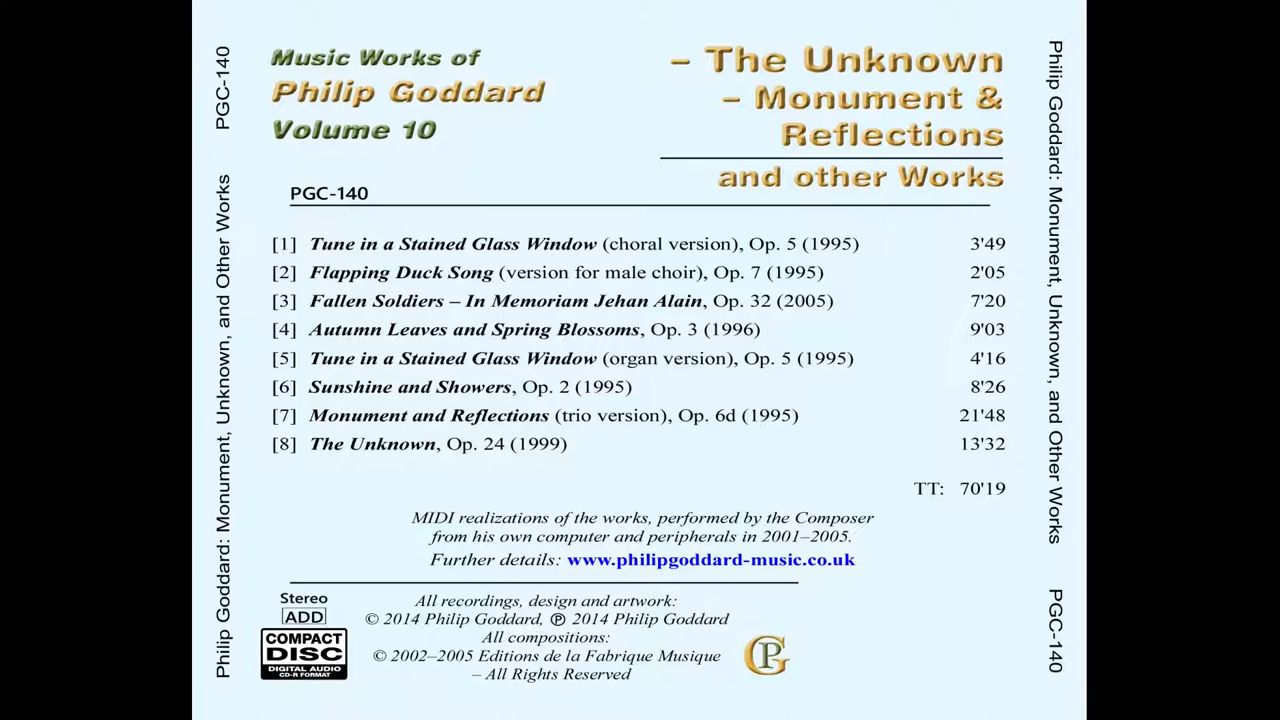 Music Works of
Philip Goddard
Volume 10
– The Unknown
– Monument &
Reflections
and other Works
PGC-140
[1] Tune in a Stained Glass Window (choral version), Op. 5 (1995) 3'49
[2] Flapping Duck Song (version for male choir), Op. 7 (1995) 2'05
[3] Fallen Soldiers – In Memoriam Jehan Alain, Op. 32 (2005) 7'20
[4] Autumn Leaves and Spring Blossoms, Op. 3 (1996) 9'03
[5] Tune in a Stained Glass Window (organ version), Op. 5 (1995) 4'16
[6] Sunshine and Showers, Op. 2 (1995) 8'26
[7] Monument and Reflections (trio version), Op. 6d (1995) 21'48
[8] The Unknown, Op. 24 (1999) 13'32
TT: 70'19
MIDI realizations of the works, performed by the Composer
from his own computer and peripherals in 2001–2005.
Further details: www.philipgoddard-music.co.uk
Stereo
ADD
COMPACT
DISC
DIGITAL AUDIO
CD-R FORMAT
All recordings, design and artwork:
© 2014 Philip Goddard, ℗ 2014 Philip Goddard
All compositions:
© 2002–2005 Editions de la Fabrique Musique
– All Rights Reserved
GP
Philip Goddard: Monument, Unknown, and Other Works PGC-140
Philip Goddard: Monument, Unknown, and Other Works PGC-140